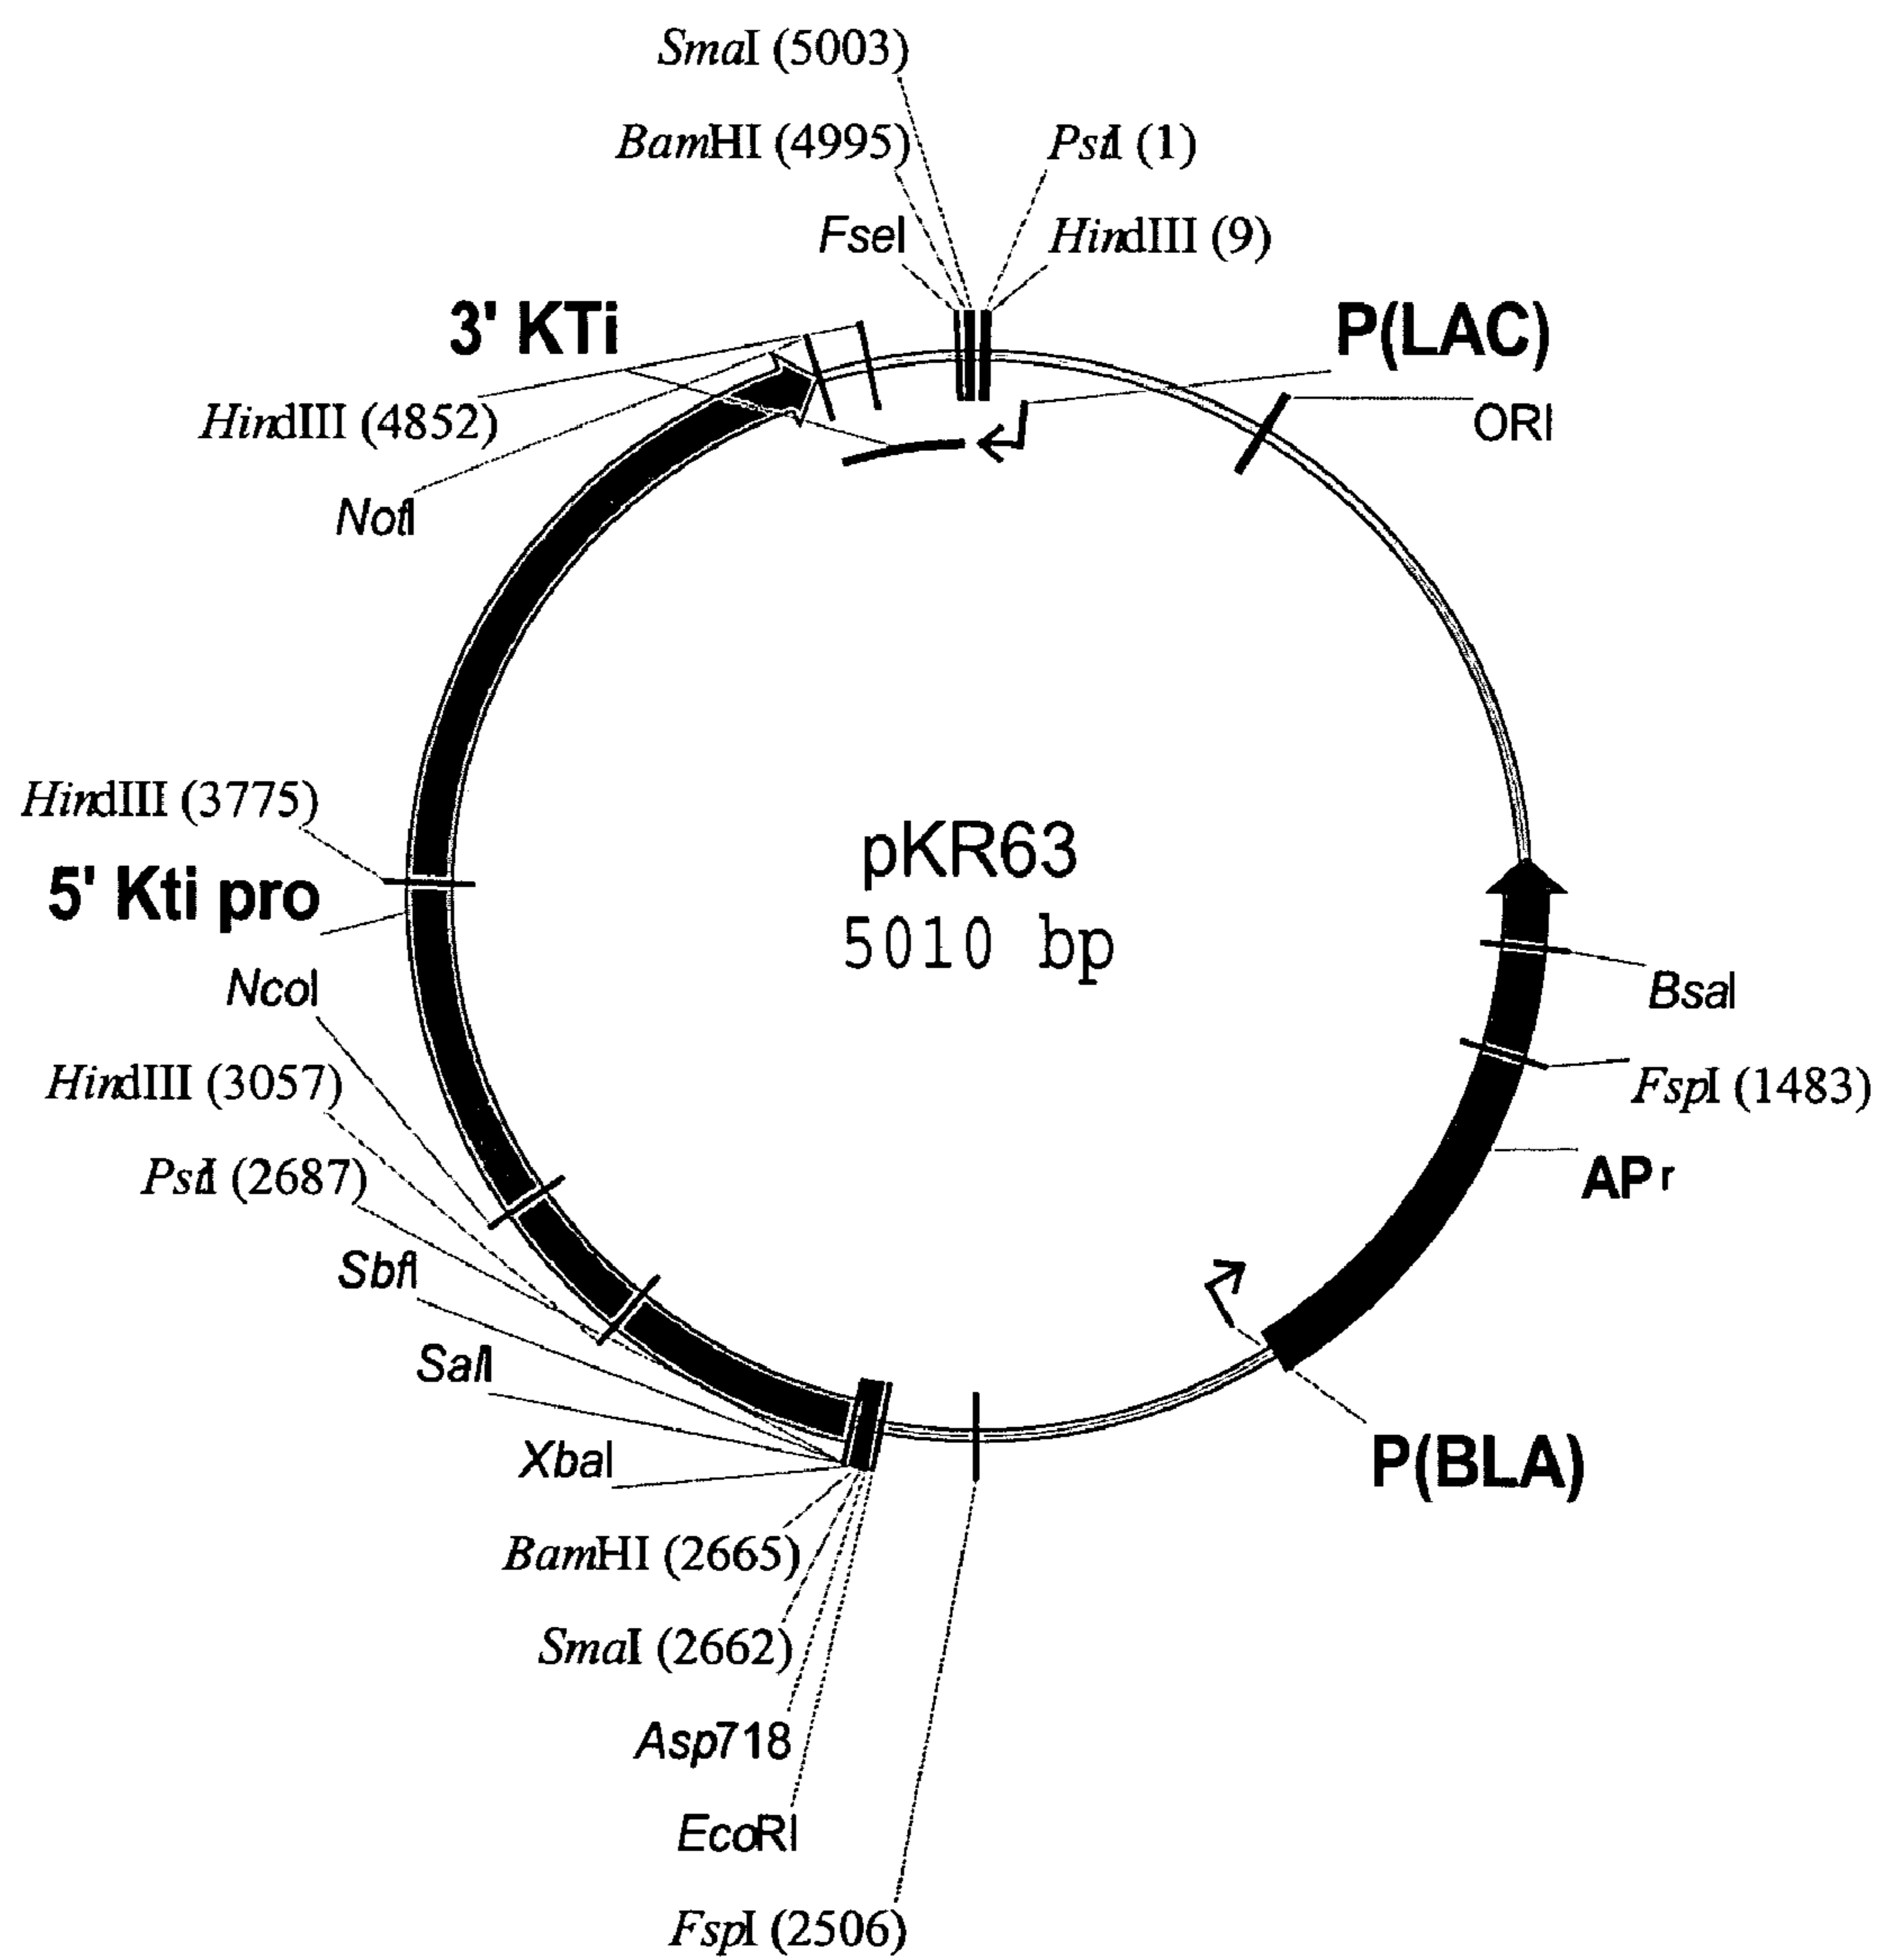 SmaI (5003)
BamHI (4995)
PstI (1)
FseI
HindIII (9)
3' KTi
P(LAC)
HindIII (4852)
ORI
NotI
HindIII (3775)
5' Kti pro
pKR63
5010 bp
NcoI
BsaI
HindIII (3057)
FspI (1483)
PstI (2687)
APr
SbfI
SalI
XbaI
P(BLA)
BamHI (2665)
SmaI (2662)
Asp718
EcoRI
FspI (2506)